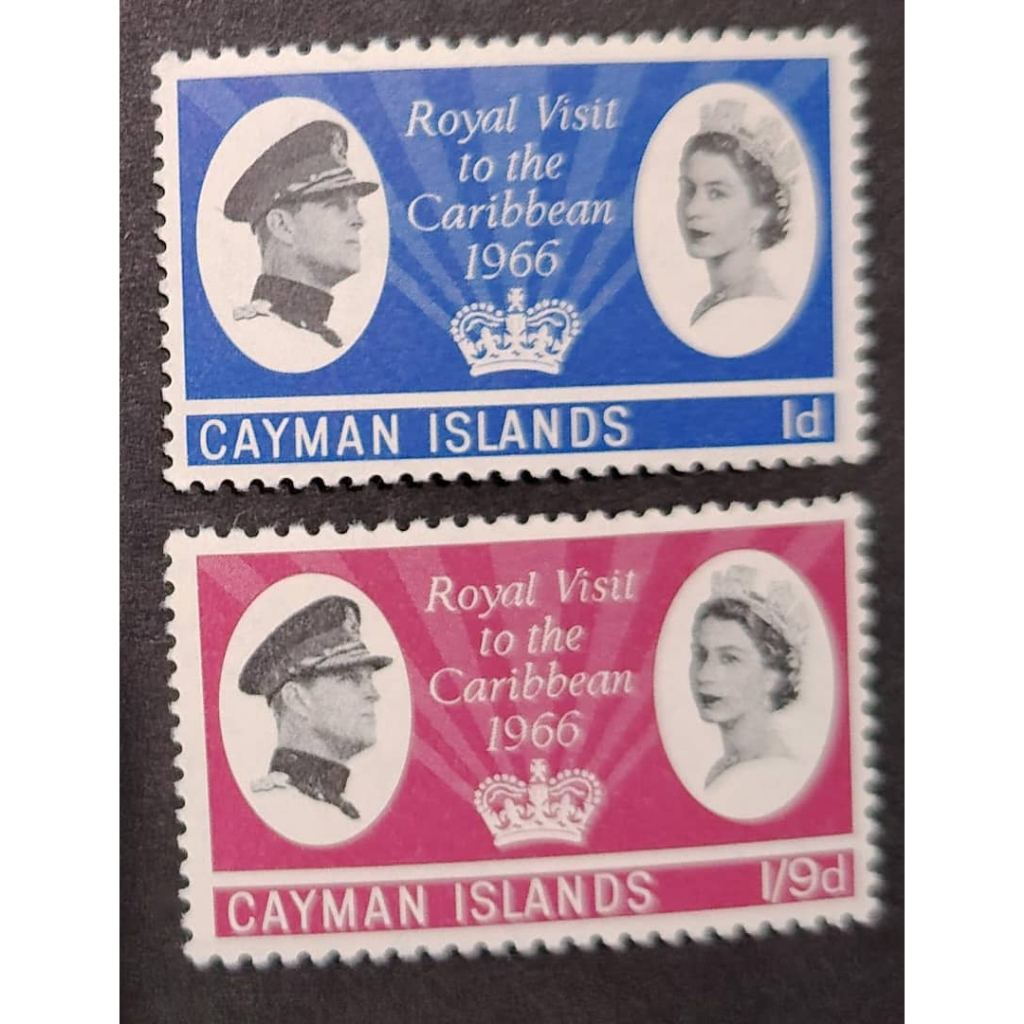 Royal Visit
to the
Caribbean
1966
CAYMAN ISLANDS 1d
Royal Visit
to the
Caribbean
1966
CAYMAN ISLANDS 1/9d